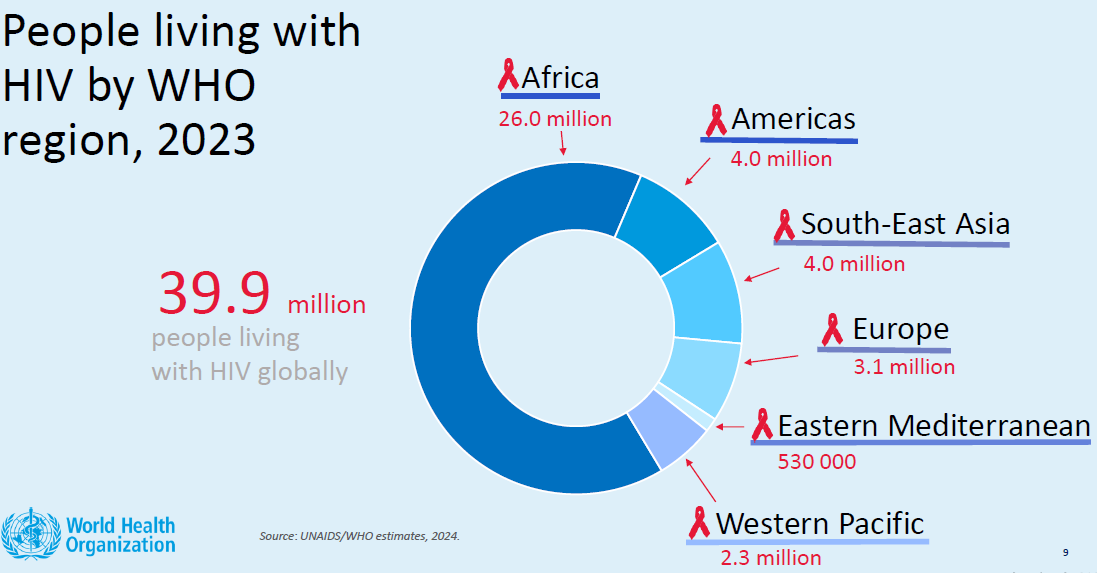 People living with
HIV by WHO
region, 2023
Africa
26.0 million
Americas
4.0 million
South-East Asia
4.0 million
39.9 million
people living
with HIV globally
Europe
3.1 million
Eastern Mediterranean
530 000
Western Pacific
2.3 million
World Health
Organization
Source: UNAIDS/WHO estimates, 2024.
9